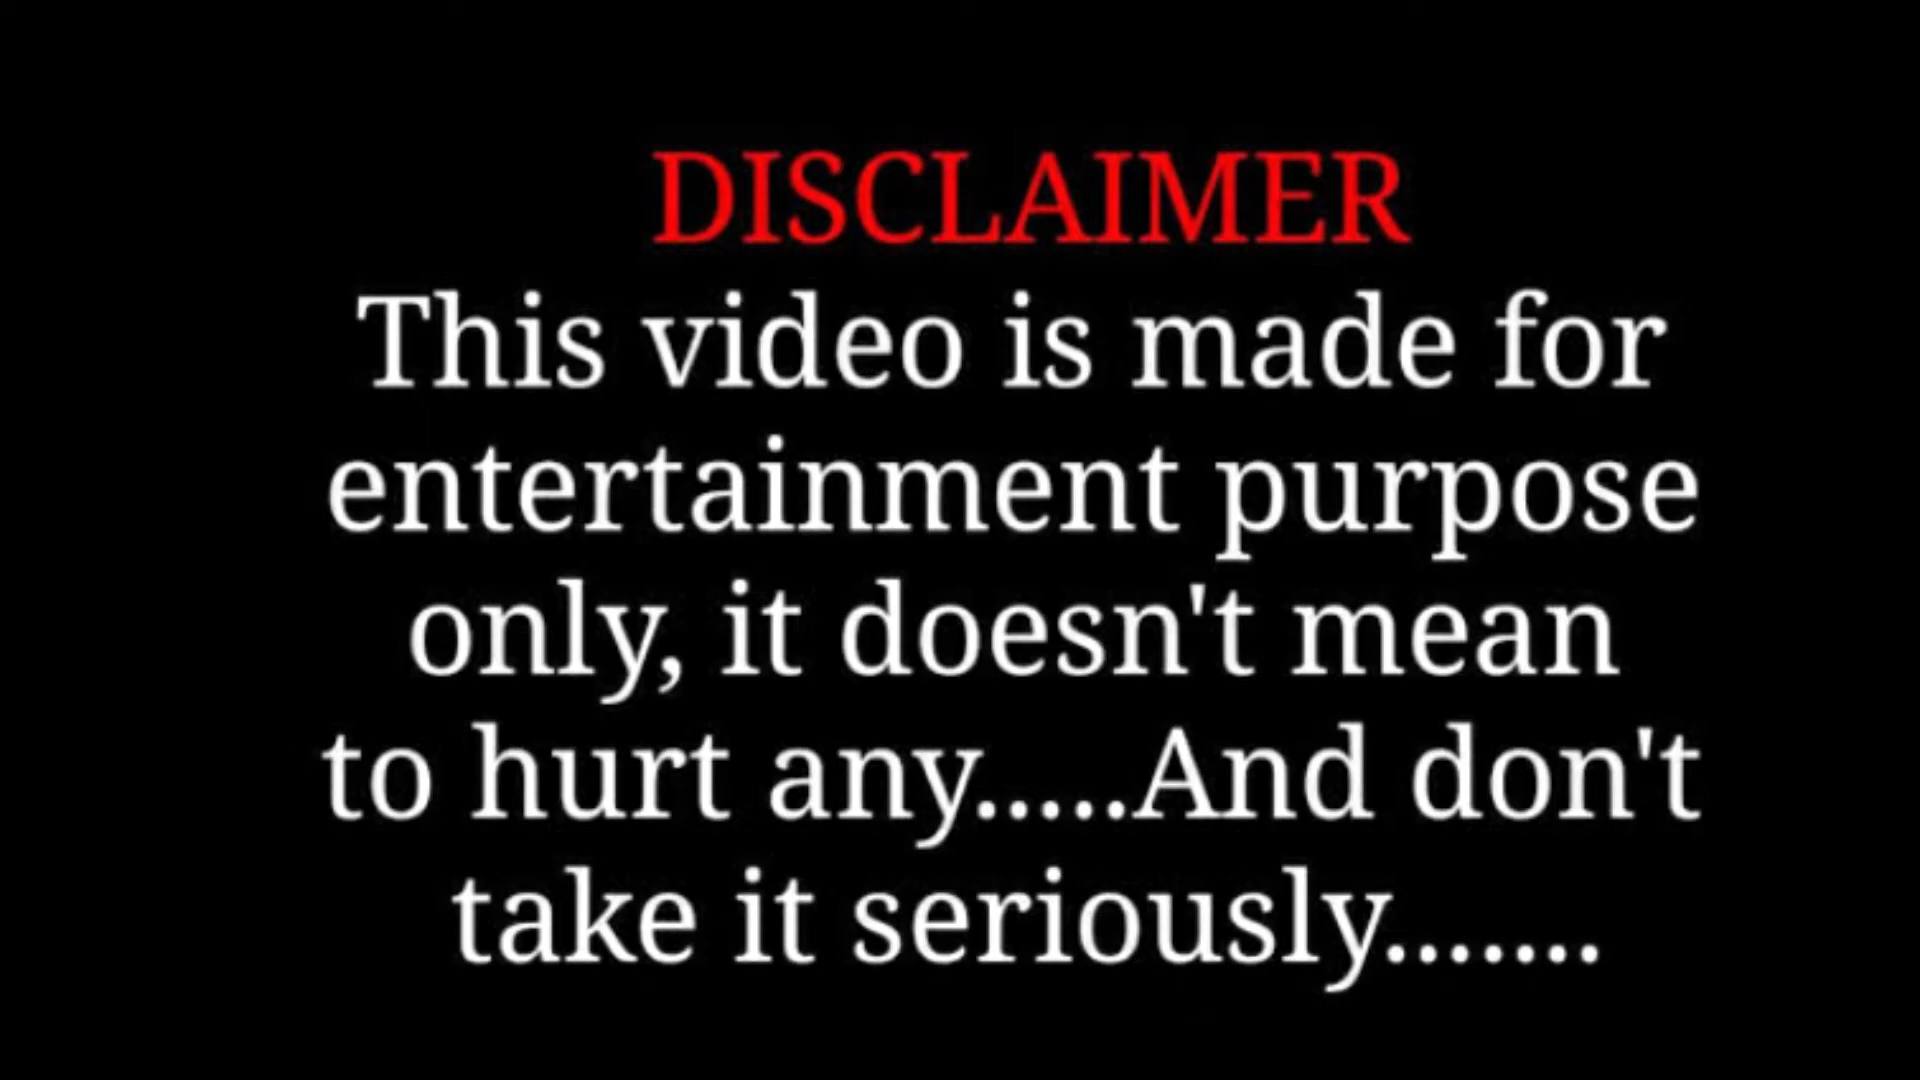 DISCLAIMER
This video is made for
entertainment purpose
only, it doesn't mean
to hurt any.....And don't
take it seriously.......